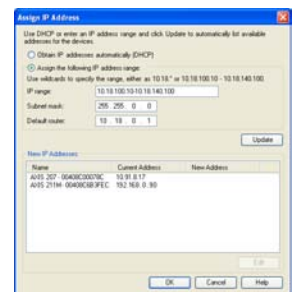 Assign IP Address
Use DHCP or enter an IP address range and click Update to automatically list available
addresses for the devices.
Obtain IP addresses automatically (DHCP)
Assign the following IP address range:
Use wildcards to specify the range, either as 10.18.* or 10.18.100.10 - 10.18.140.100.
IP range: 10.18.100.10-10.18.140.100
Subnet mask: 255 . 255 . 0 . 0
Default router: 10 . 18 . 0 . 1
Update
New IP Addresses:
Name Current Address New Address
AXIS 207 - 00408C00078C 10.91.8.17
AXIS 211M - 00408C6B3FEC 192.168.0.90
Edit
OK Cancel Help